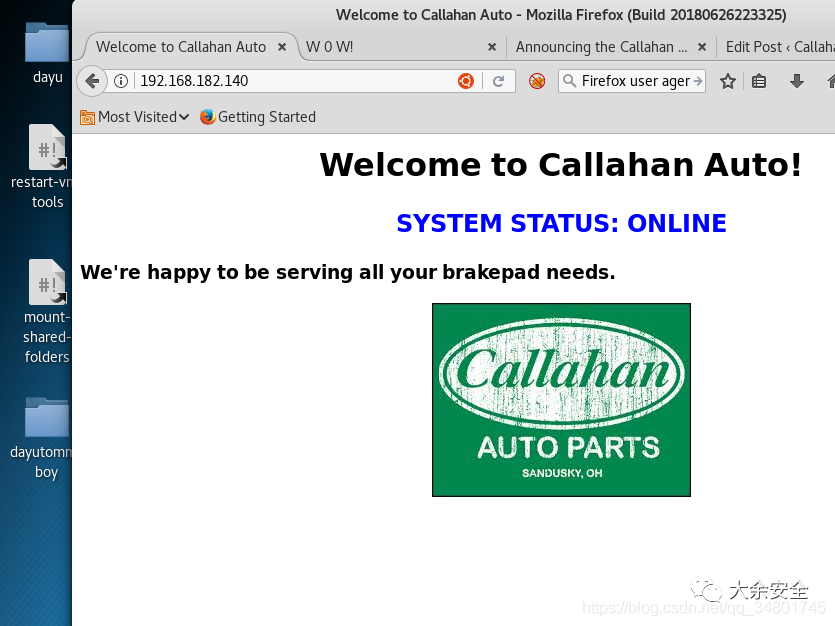 Welcome to Callahan Auto - Mozilla Firefox (Build 20180626223325)
Welcome to Callahan Auto ×
W 0 W! ×
Announcing the Callahan ... ×
Edit Post ‹ Callaha
192.168.182.140
Firefox user ager
Most Visited
Getting Started
dayu
#!
restart-vm
tools
#!
mount-
shared-
folders
dayutomm
boy
Welcome to Callahan Auto!
SYSTEM STATUS: ONLINE
We're happy to be serving all your brakepad needs.
Callahan
AUTO PARTS
SANDUSKY, OH
大余安全
https://blog.csdn.net/qq_34801745